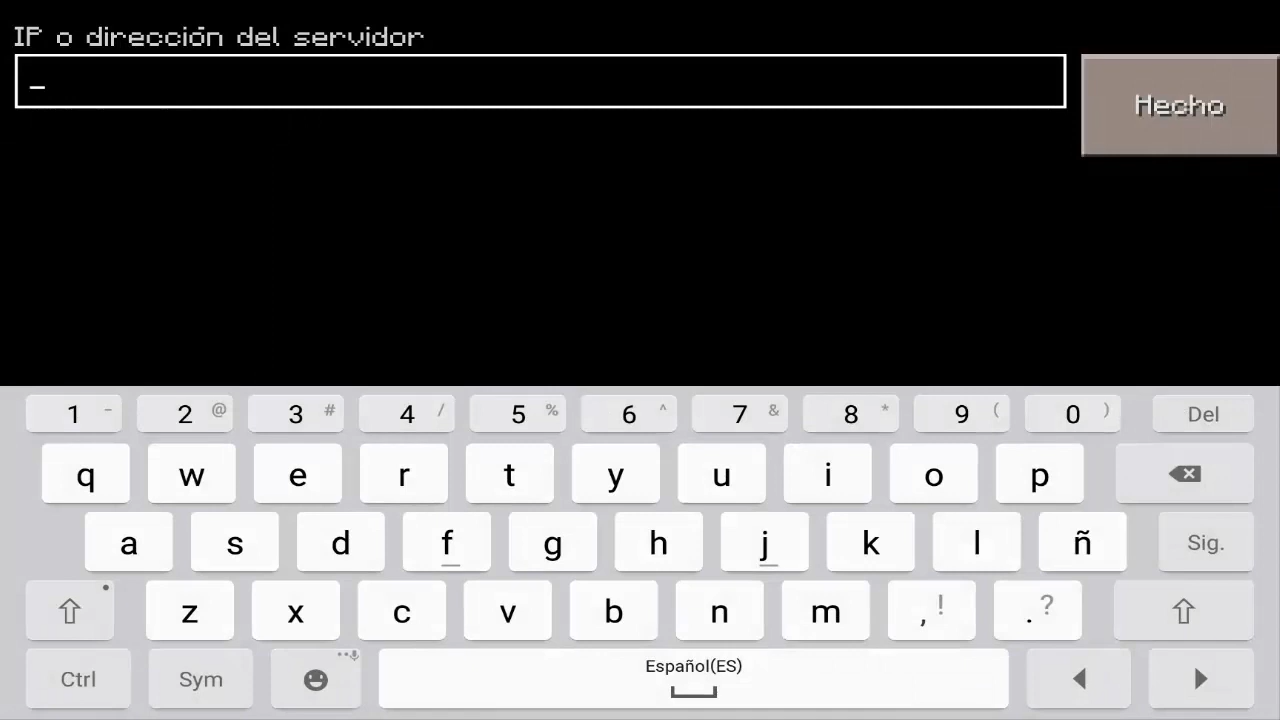 IP o dirección del servidor
_
Hecho
1 - 2 @ 3 # 4 / 5 % 6 ^ 7 & 8 * 9 ( 0 ) Del
q w e r t y u i o p
a s d f g h j k l ñ Sig.
z x c v b n m , ! . ?
Ctrl Sym Español(ES)